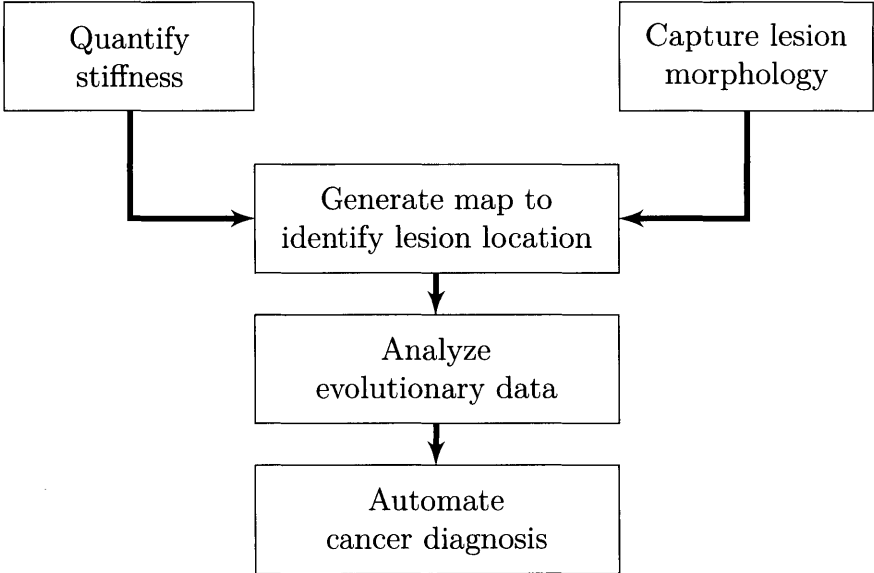 Quantify
stiffness
Capture lesion
morphology
Generate map to
identify lesion location
Analyze
evolutionary data
Automate
cancer diagnosis